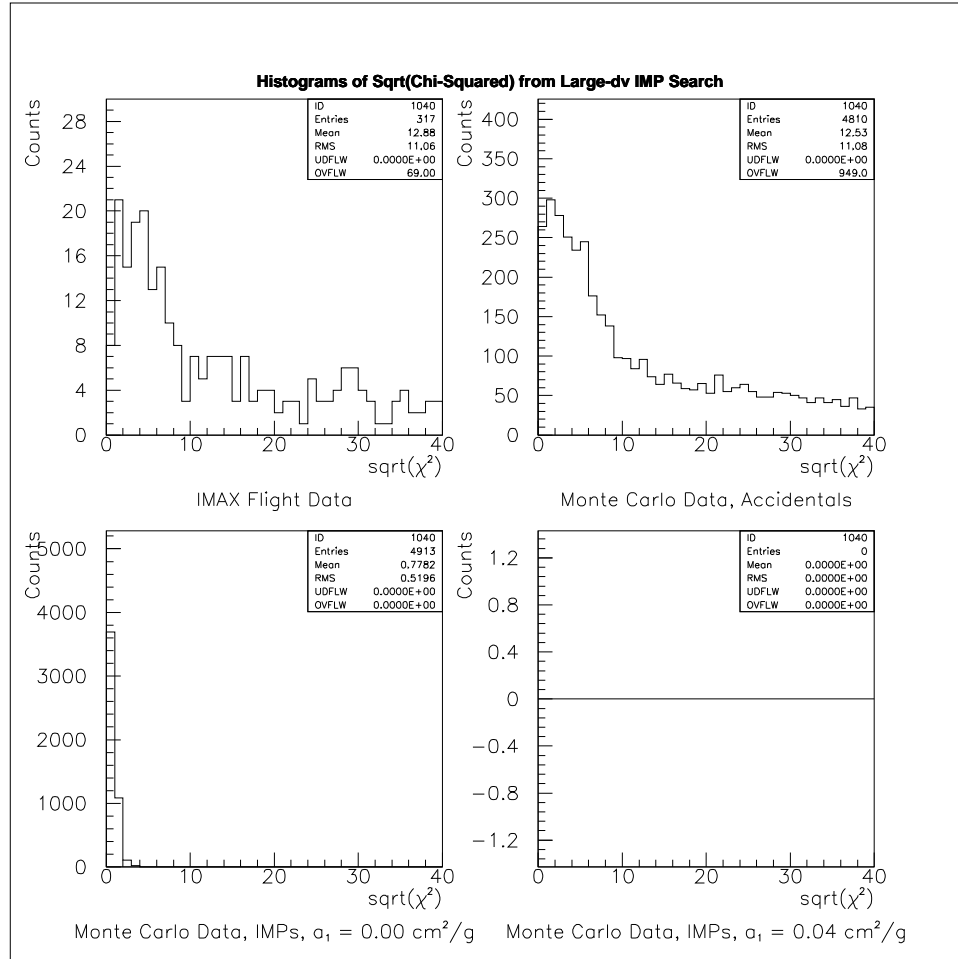 Histograms of Sqrt(Chi-Squared) from Large-dv IMP Search
Counts
28
24
20
16
12
8
4
0
0 10 20 30 40
sqrt(χ²)
ID 1040
Entries 317
Mean 12.88
RMS 11.06
UDFLW 0.0000E+00
OVFLW 69.00
IMAX Flight Data
Counts
400
350
300
250
200
150
100
50
0
0 10 20 30 40
sqrt(χ²)
ID 1040
Entries 4810
Mean 12.53
RMS 11.08
UDFLW 0.0000E+00
OVFLW 949.0
Monte Carlo Data, Accidentals
Counts
5000
4000
3000
2000
1000
0
0 10 20 30 40
sqrt(χ²)
ID 1040
Entries 4913
Mean 0.7782
RMS 0.5196
UDFLW 0.0000E+00
OVFLW 0.0000E+00
Monte Carlo Data, IMPs, a₁ = 0.00 cm²/g
Counts
1.2
0.8
0.4
0
−0.4
−0.8
−1.2
0 10 20 30 40
sqrt(χ²)
ID 1040
Entries 0
Mean 0.0000E+00
RMS 0.0000E+00
UDFLW 0.0000E+00
OVFLW 0.0000E+00
Monte Carlo Data, IMPs, a₁ = 0.04 cm²/g